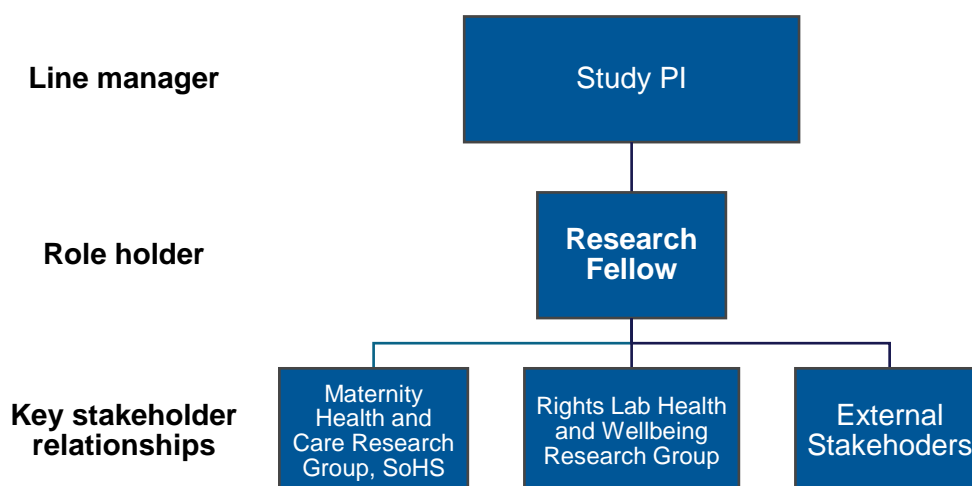 Line manager
Study PI
Role holder
Research
Fellow
Key stakeholder
relationships
Maternity
Health and
Care Research
Group, SoHS
Rights Lab Health
and Wellbeing
Research Group
External
Stakehoders